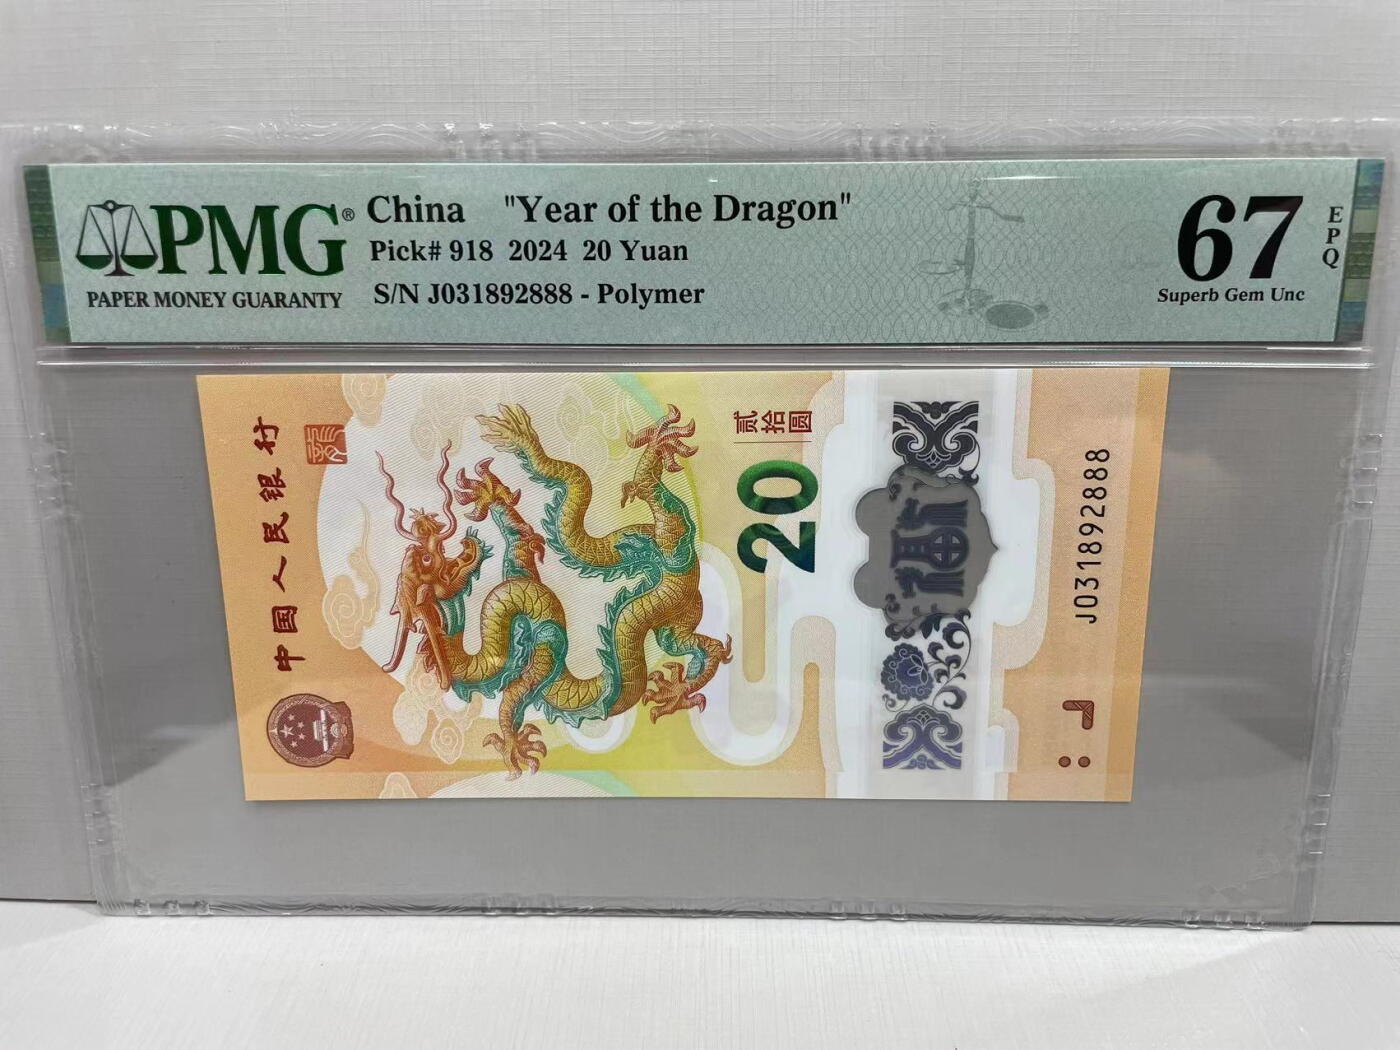 PMG®
PAPER MONEY GUARANTY
China "Year of the Dragon"
Pick# 918 2024 20 Yuan
S/N J031892888 - Polymer
67
EPQ
Superb Gem Unc
中国人民银行
贰拾圆
20
福
J031892888